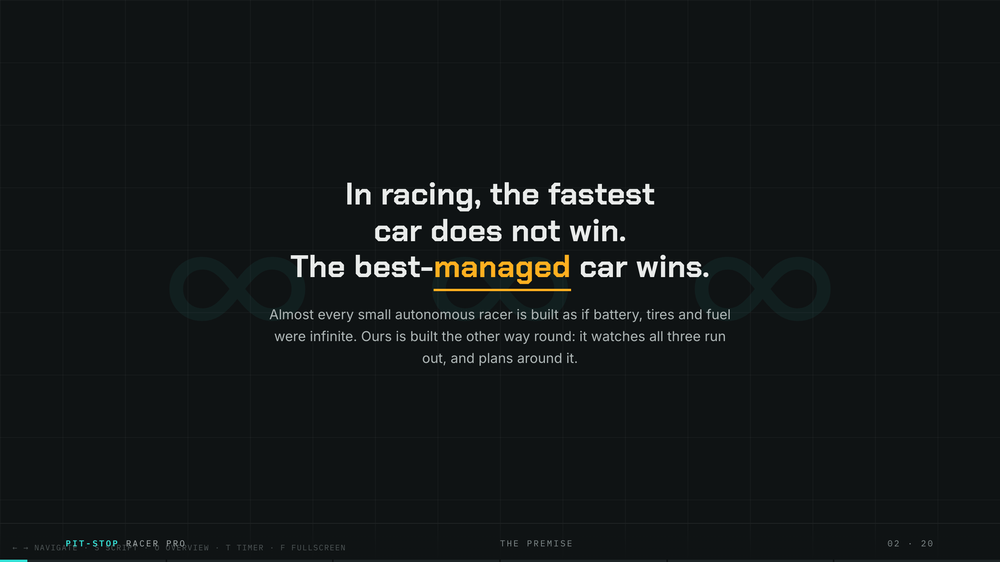 In racing, the fastest
car does not win.
The best-managed car wins.
∞ ∞ ∞
Almost every small autonomous racer is built as if battery, tires and fuel
were infinite. Ours is built the other way round: it watches all three run
out, and plans around it.
PIT-STOP RACER PRO
← → NAVIGATE · S SCRIPT · O OVERVIEW · T TIMER · F FULLSCREEN
THE PREMISE
02 · 20